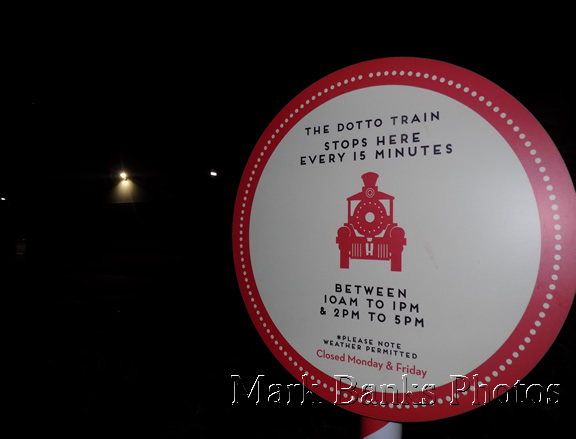 THE DOTTO TRAIN
STOPS HERE
EVERY 15 MINUTES
BETWEEN
10AM TO 1PM
& 2PM TO 5PM
*PLEASE NOTE
WEATHER PERMITTED
Closed Monday & Friday
Mark Banks Photos